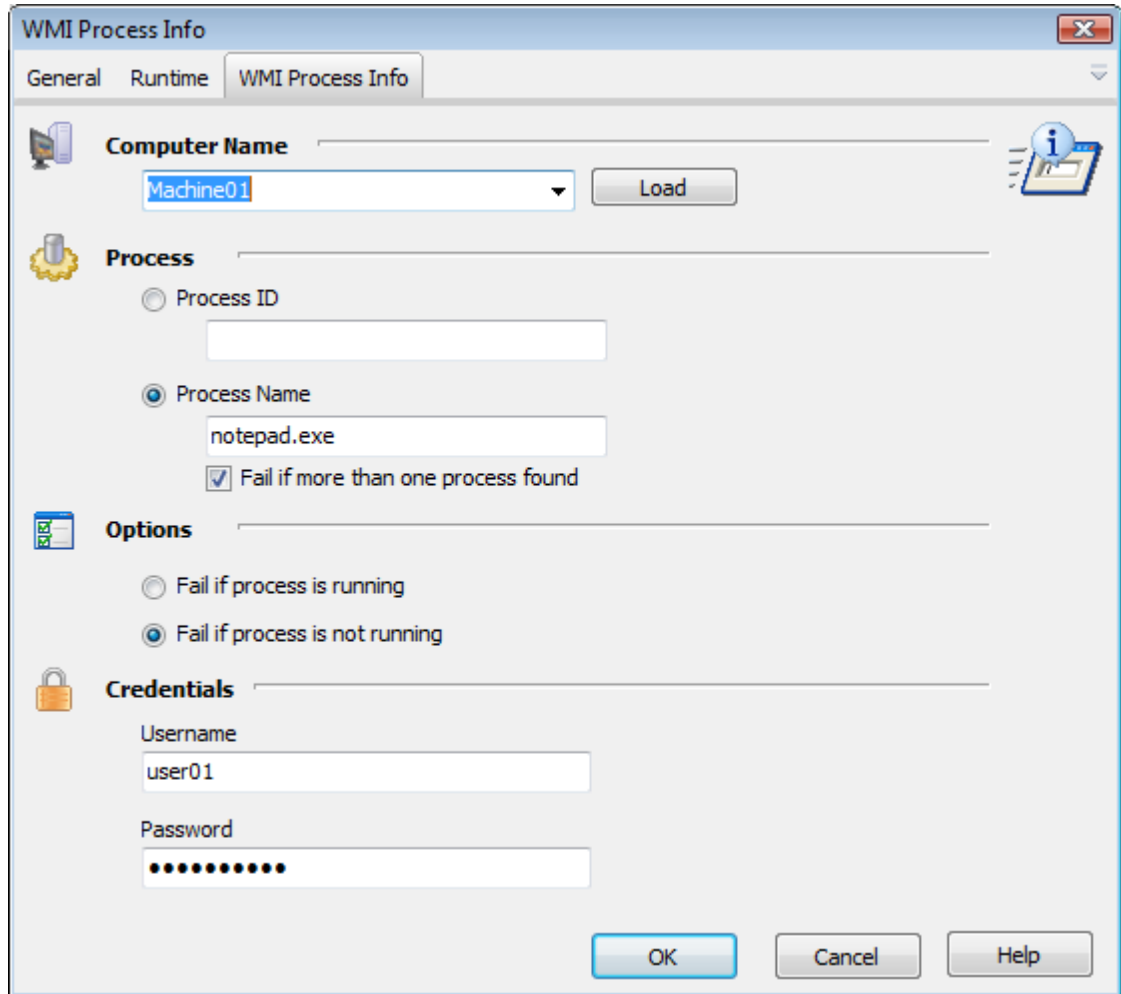 WMI Process Info
General Runtime WMI Process Info
Computer Name
Machine01 Load
Process
Process ID
Process Name
notepad.exe
Fail if more than one process found
Options
Fail if process is running
Fail if process is not running
Credentials
Username
user01
Password
••••••••••
OK Cancel Help